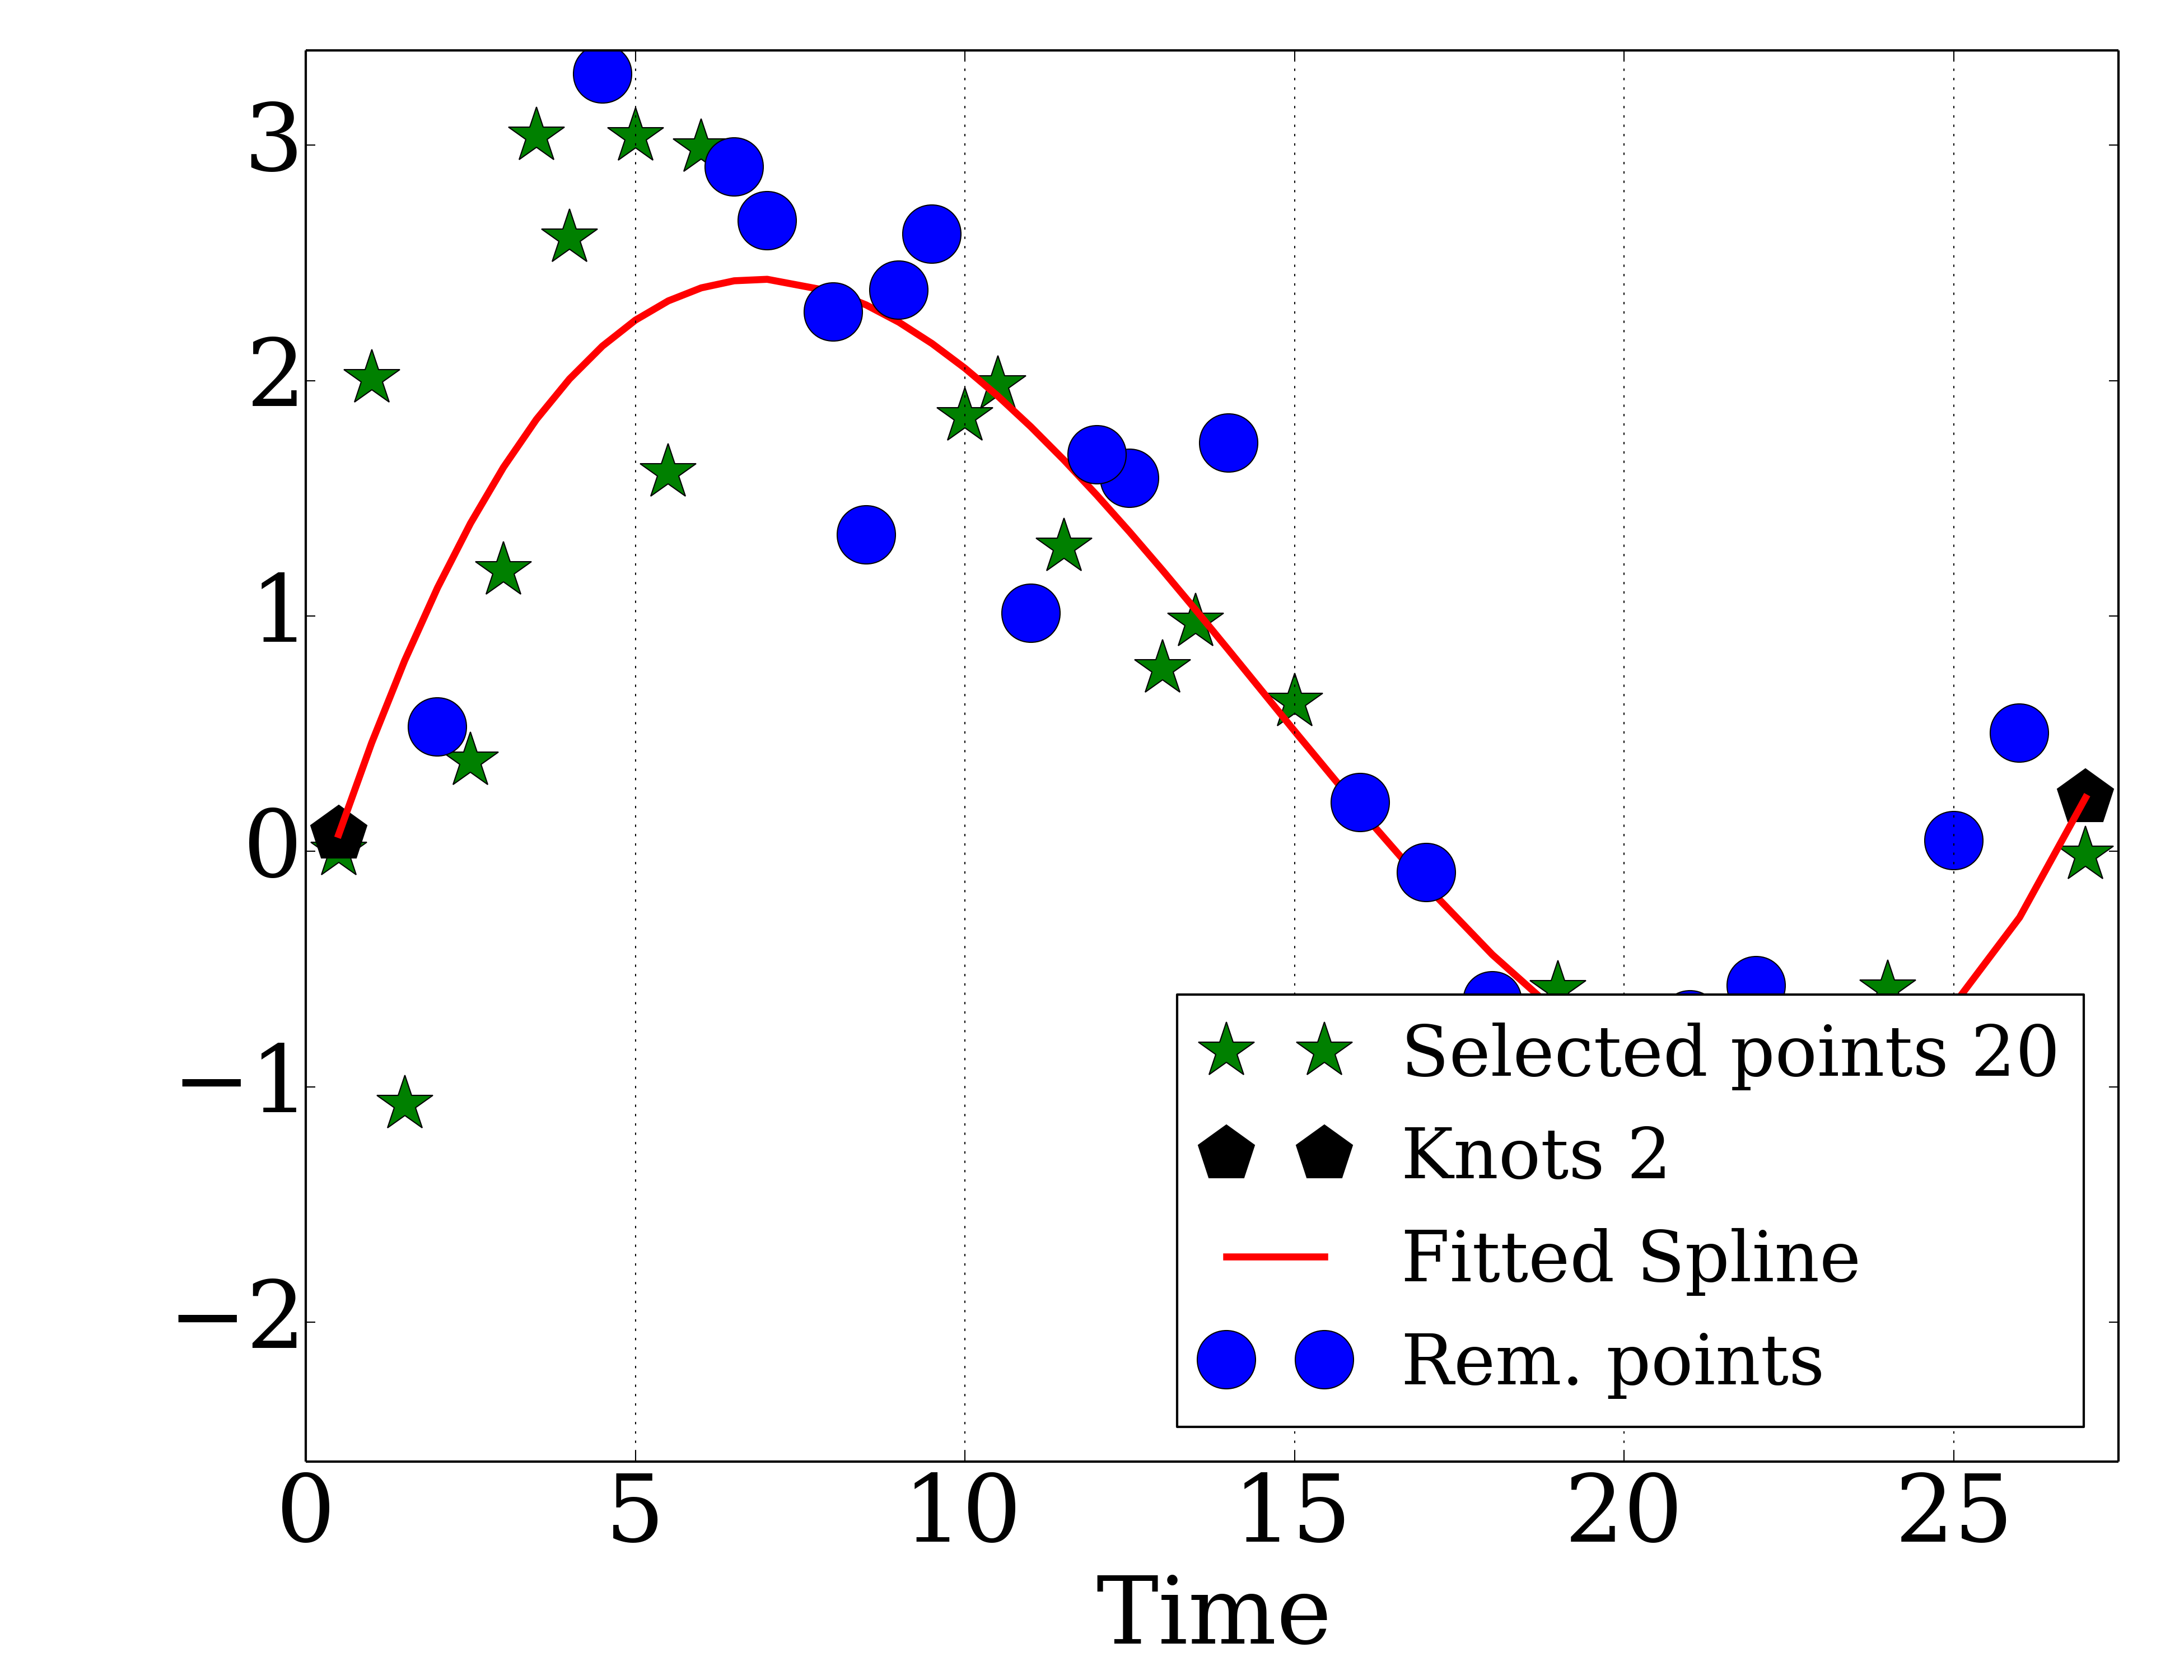 3
2
1
0
−1
−2
Selected points 20
Knots 2
Fitted Spline
Rem. points
0 5 10 15 20 25
Time